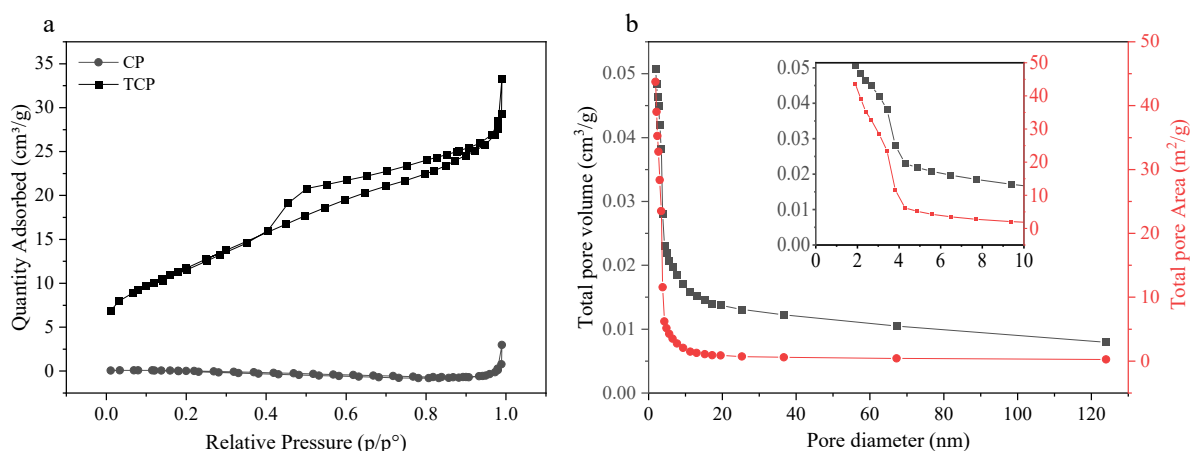 a
CP
TCP
Quantity Adsorbed (cm³/g)
35
30
25
20
15
10
5
0
0.0 0.2 0.4 0.6 0.8 1.0
Relative Pressure (p/p°)
b
Total pore volume (cm³/g)
0.05
0.04
0.03
0.02
0.01
0.00
0 20 40 60 80 100 120
Pore diameter (nm)
50
40
30
20
10
0
Total pore Area (m²/g)
0.05
0.04
0.03
0.02
0.01
0.00
0 2 4 6 8 10
50
40
30
20
10
0